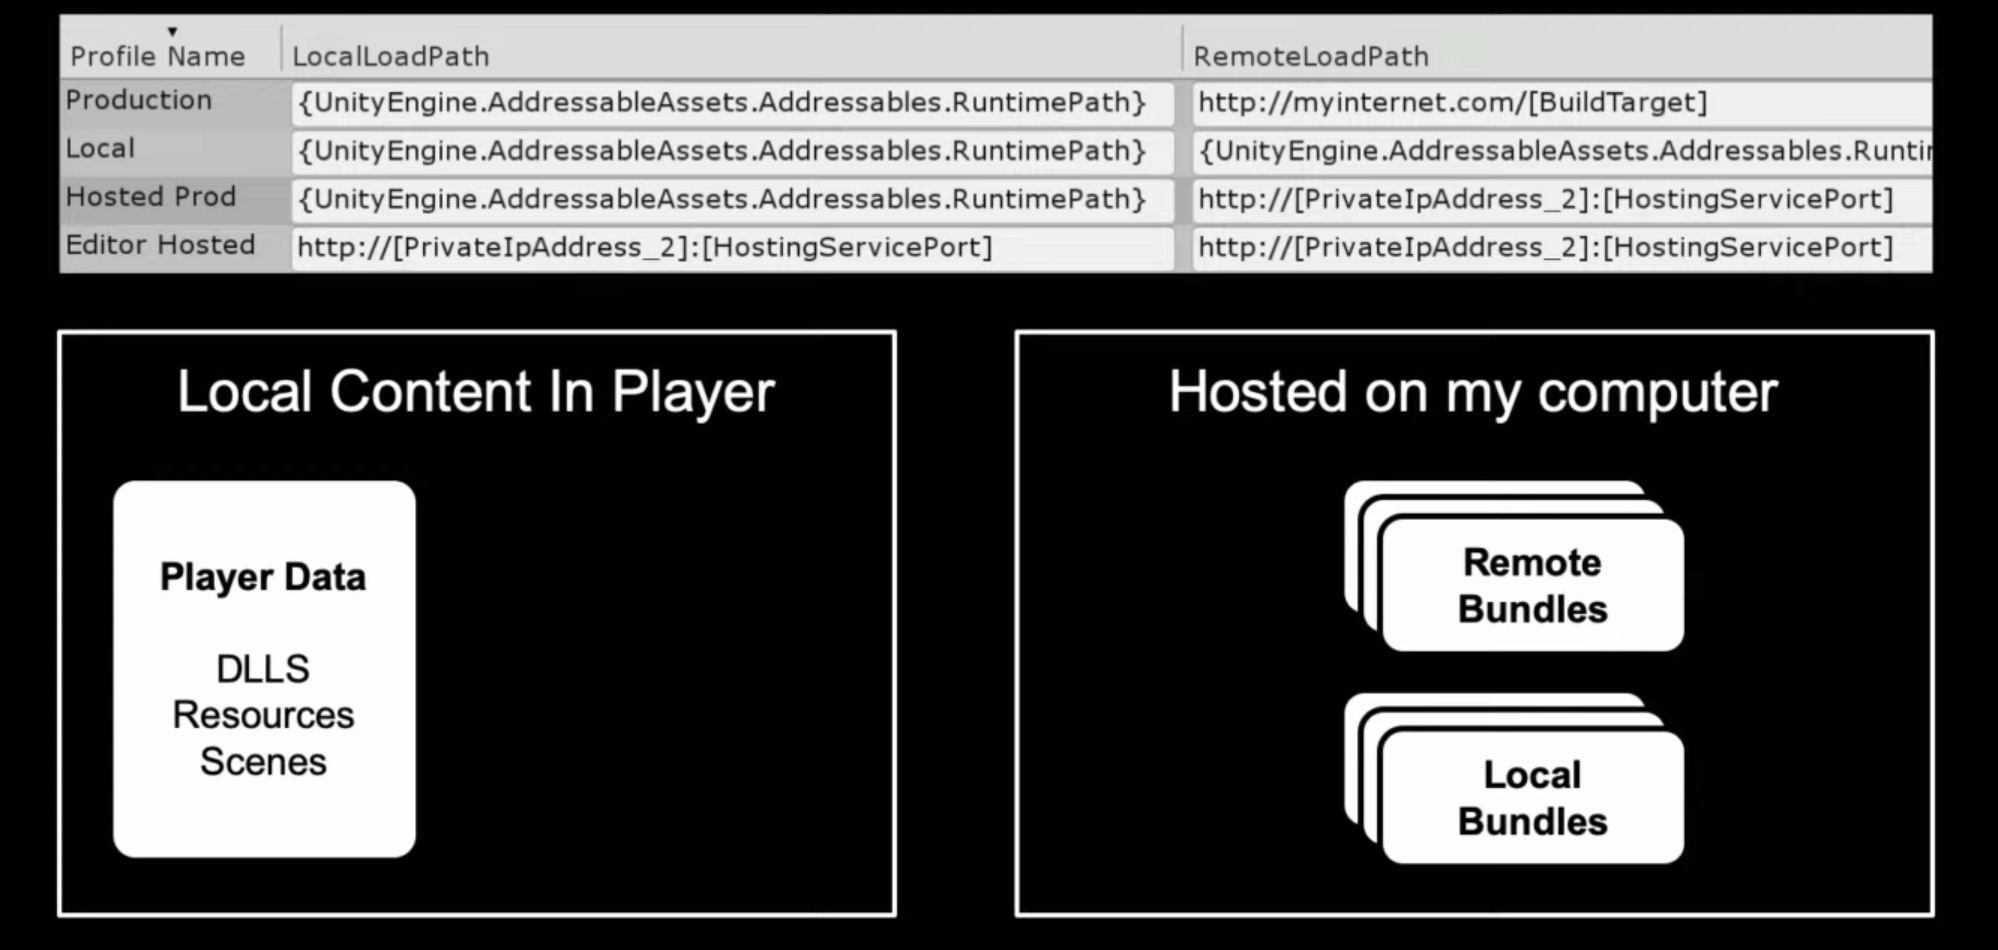 Profile Name LocalLoadPath RemoteLoadPath
Production {UnityEngine.AddressableAssets.Addressables.RuntimePath} http://myinternet.com/[BuildTarget]
Local {UnityEngine.AddressableAssets.Addressables.RuntimePath} {UnityEngine.AddressableAssets.Addressables.Runtin
Hosted Prod {UnityEngine.AddressableAssets.Addressables.RuntimePath} http://[PrivateIpAddress_2]:[HostingServicePort]
Editor Hosted http://[PrivateIpAddress_2]:[HostingServicePort] http://[PrivateIpAddress_2]:[HostingServicePort]
Local Content In Player
Player Data
DLLS
Resources
Scenes
Hosted on my computer
Remote
Bundles
Local
Bundles